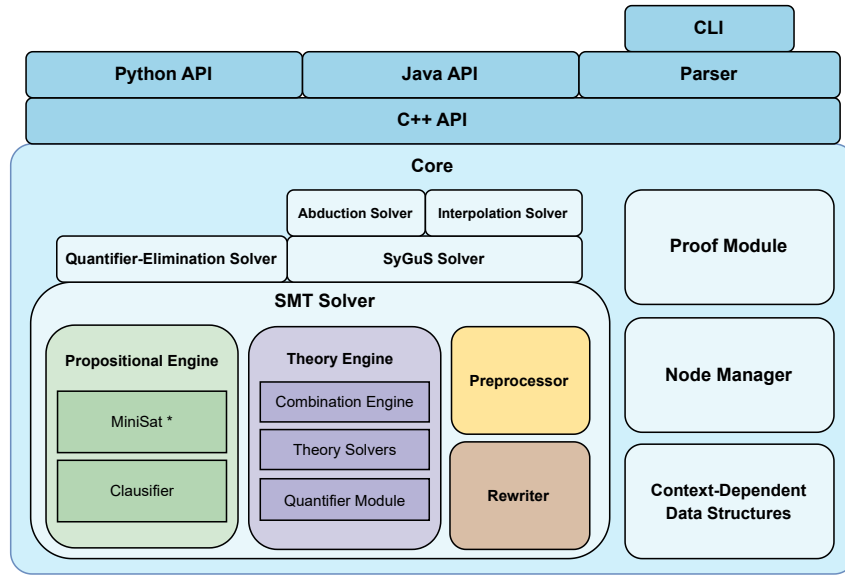 CLI
Python API
Java API
Parser
C++ API
Core
Abduction Solver
Interpolation Solver
Quantifier-Elimination Solver
SyGuS Solver
SMT Solver
Propositional Engine
MiniSat *
Clausifier
Theory Engine
Combination Engine
Theory Solvers
Quantifier Module
Preprocessor
Rewriter
Proof Module
Node Manager
Context-Dependent
Data Structures